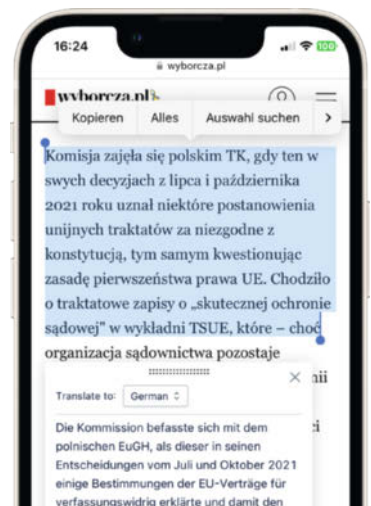 16:24
100
wyborcza.pl
wyborcza.pl
Kopieren Alles Auswahl suchen >
Komisja zajęła się polskim TK, gdy ten w
swych decyzjach z lipca i października
2021 roku uznał niektóre postanowienia
unijnych traktatów za niezgodne z
konstytucją, tym samym kwestionując
zasadę pierwszeństwa prawa UE. Chodziło
o traktatowe zapisy o „skutecznej ochronie
sądowej” w wykładni TSUE, które – choć
organizacja sądownictwa pozostaje
nii
Translate to: German
ci
Die Kommission befasste sich mit dem
polnischen EuGH, als dieser in seinen
Entscheidungen vom Juli und Oktober 2021
einige Bestimmungen der EU-Verträge für
verfassungswidrig erklärte und damit den